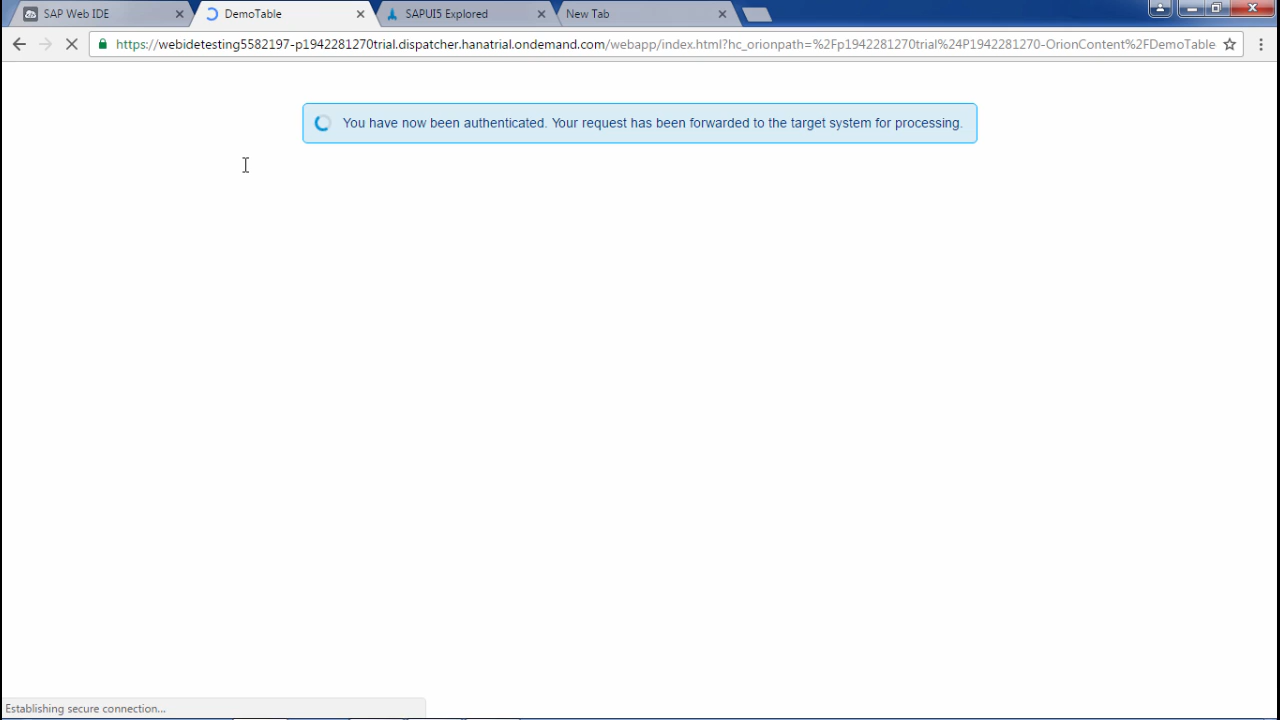 SAP Web IDE
DemoTable
SAPUI5 Explored
New Tab
https://webidetesting5582197-p1942281270trial.dispatcher.hanatrial.ondemand.com/webapp/index.html?hc_orionpath=%2Fp1942281270trial%24P1942281270-OrionContent%2FDemoTable
You have now been authenticated. Your request has been forwarded to the target system for processing.
Establishing secure connection...